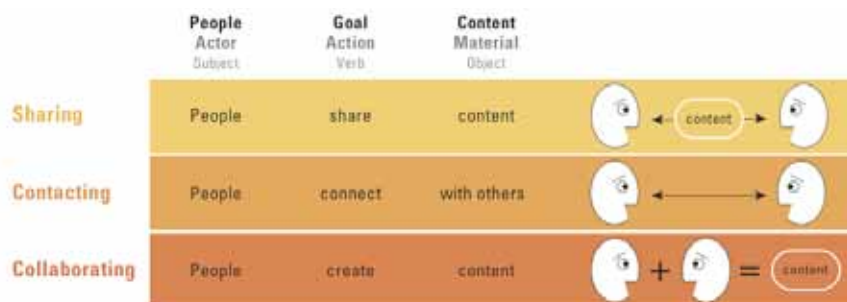 People Goal Content
Actor Action Material
Subject Verb Object
Sharing People share content content
Contacting People connect with others
Collaborating People create content + = content